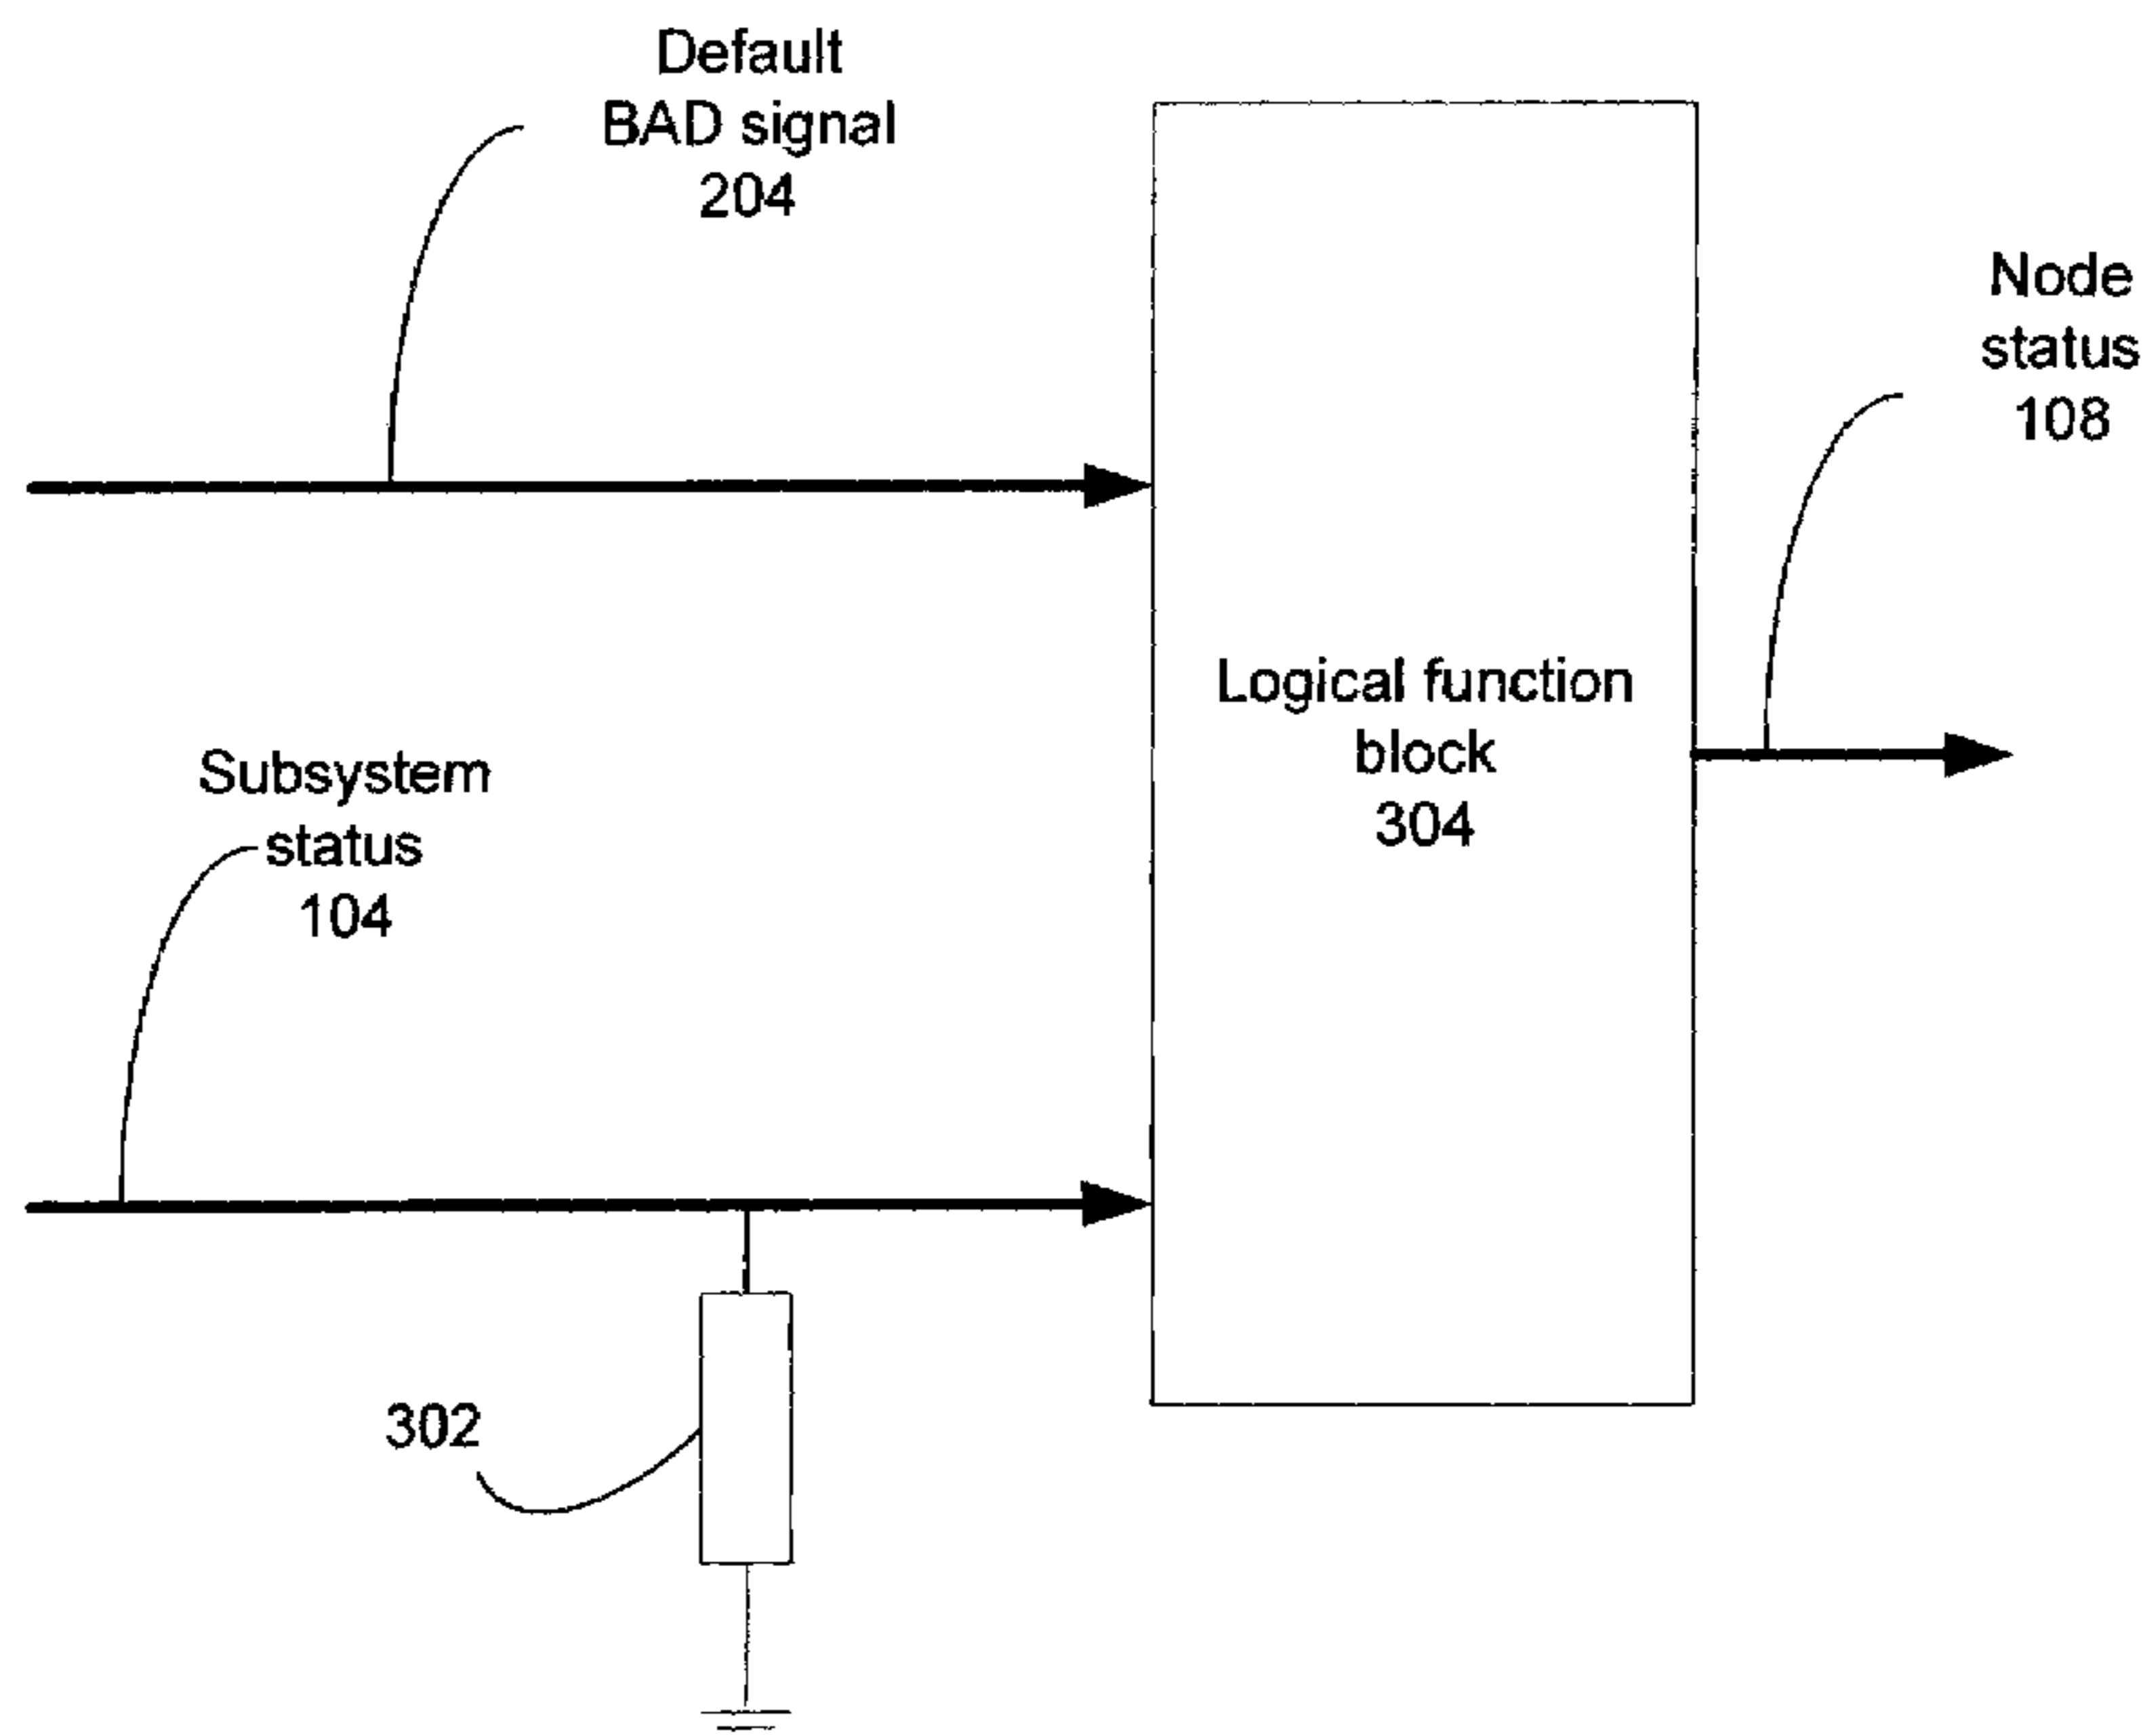 Default
BAD signal
204
Node
status
108
Logical function
block
304
Subsystem
status
104
302